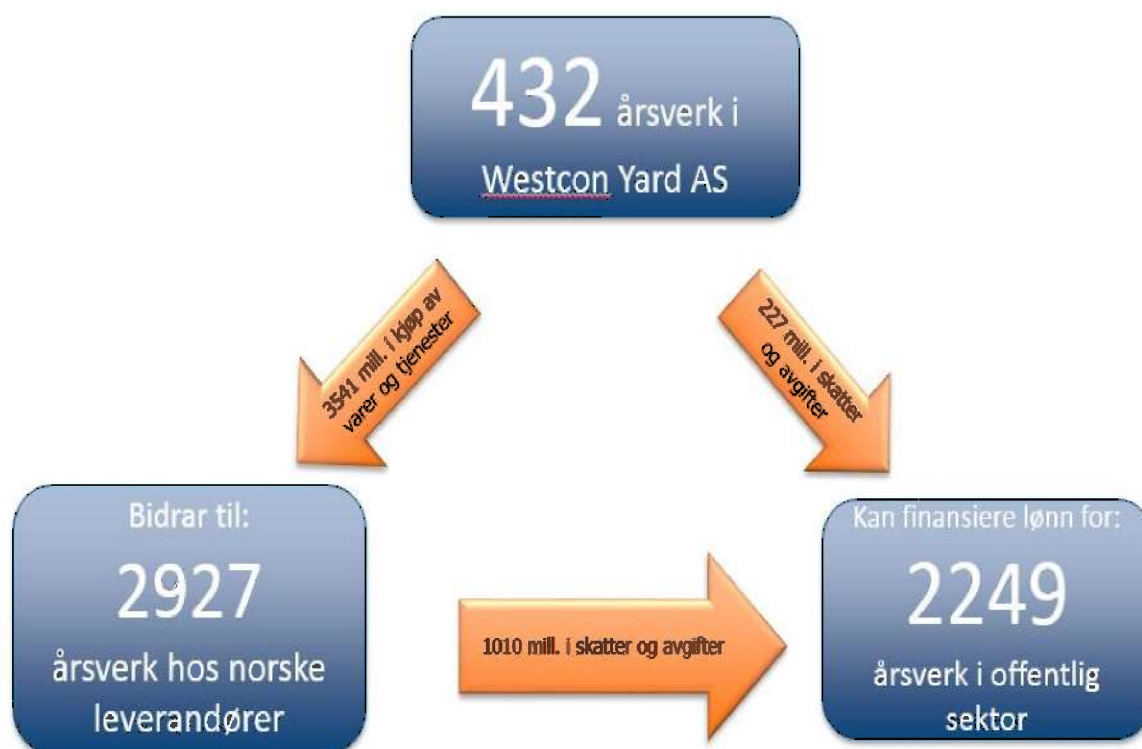 432 årsverk i
Westcon Yard AS
3541 mill. i kjøp av
varer og tjenester
227 mill. i skatter
og avgifter
Bidrar til:
2927
årsverk hos norske
leverandører
1010 mill. i skatter og avgifter
Kan finansiere lønn for:
2249
årsverk i offentlig
sektor